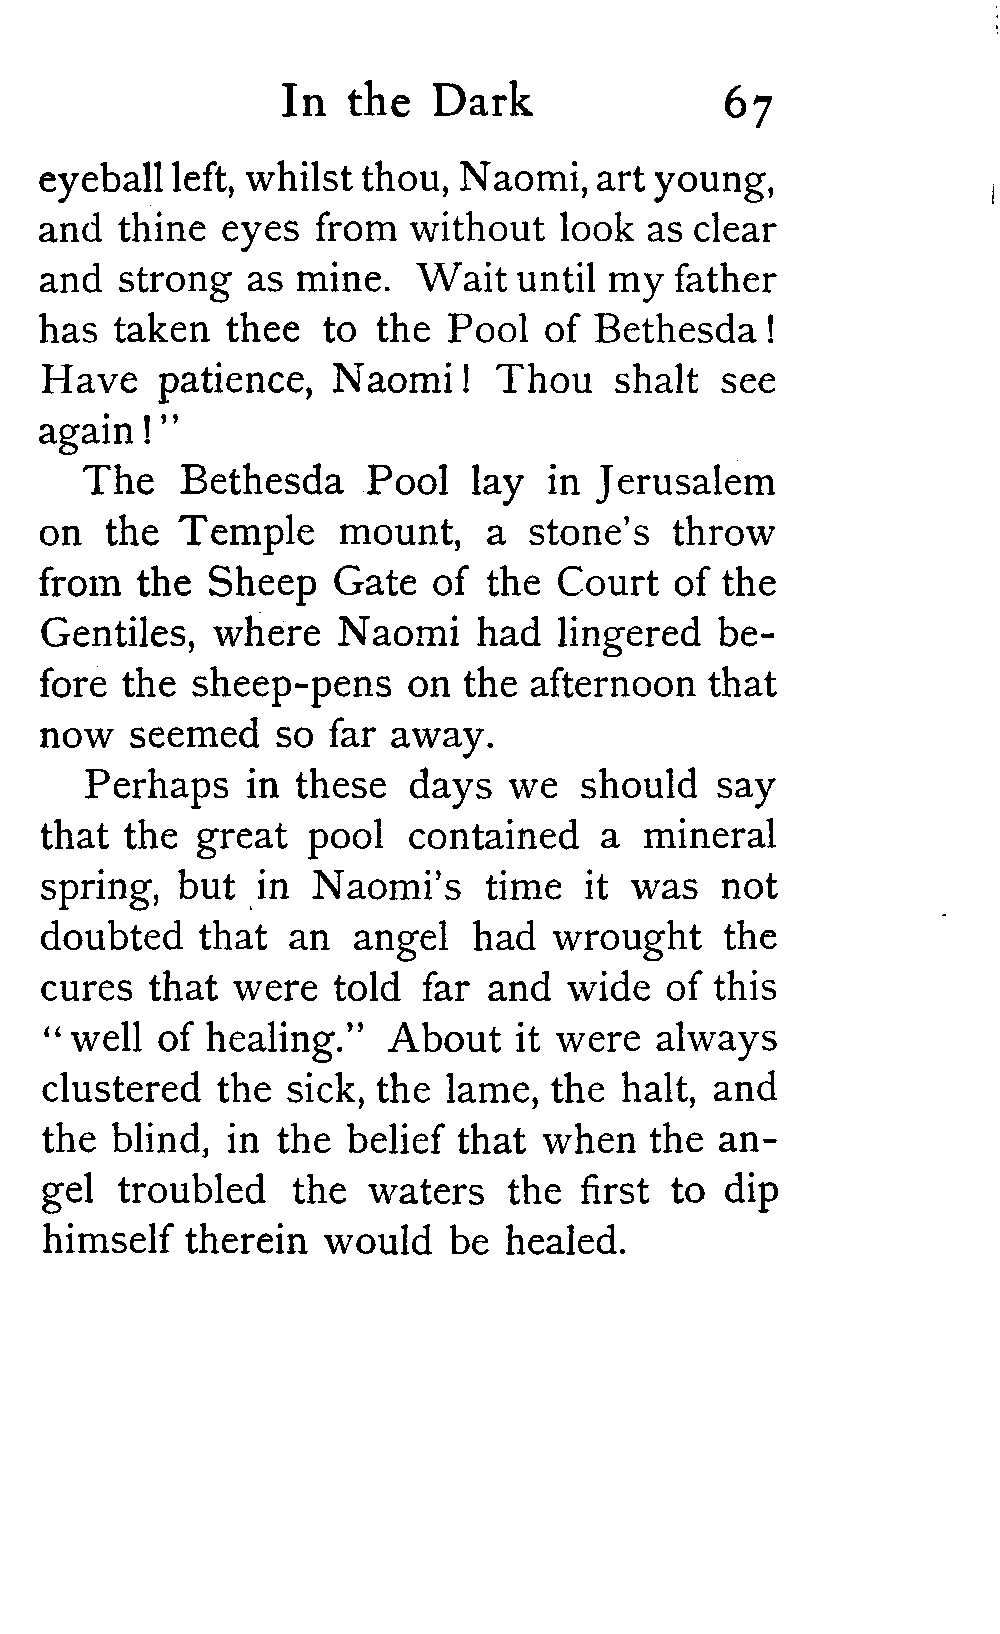 In the Dark 67
eyeball left, whilst thou, Naomi, art young,
and thine eyes from without look as clear
and strong as mine. Wait until my father
has taken thee to the Pool of Bethesda!
Have patience, Naomi! Thou shalt see
again!"
The Bethesda Pool lay in Jerusalem
on the Temple mount, a stone's throw
from the Sheep Gate of the Court of the
Gentiles, where Naomi had lingered be-
fore the sheep-pens on the afternoon that
now seemed so far away.
Perhaps in these days we should say
that the great pool contained a mineral
spring, but in Naomi's time it was not
doubted that an angel had wrought the
cures that were told far and wide of this
"well of healing." About it were always
clustered the sick, the lame, the halt, and
the blind, in the belief that when the an-
gel troubled the waters the first to dip
himself therein would be healed.